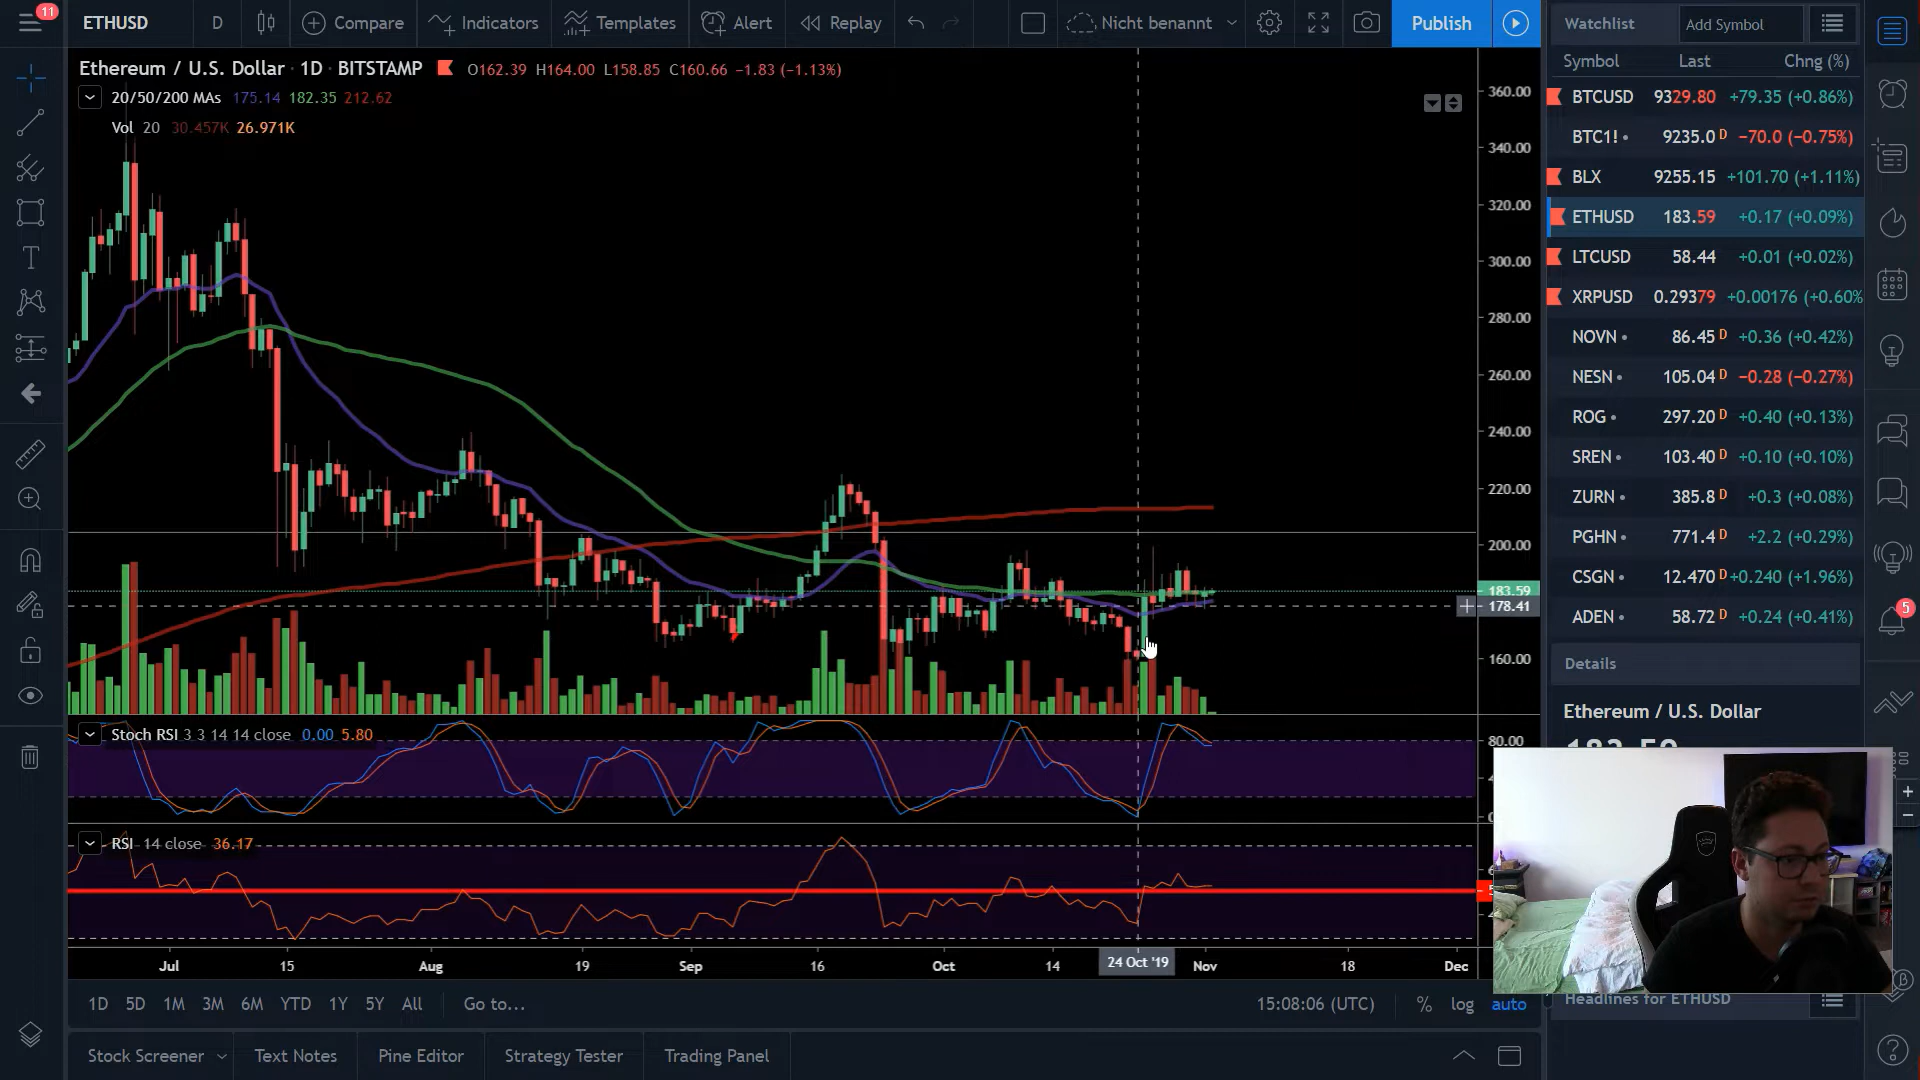 11
ETHUSD D Compare Indicators Templates Alert Replay Nicht benannt Publish
Ethereum / U.S. Dollar · 1D · BITSTAMP O162.39 H164.00 L158.85 C160.66 −1.83 (−1.13%)
20/50/200 MAs 175.14 182.35 212.62
Vol 20 30.457K 26.971K
360.00
340.00
320.00
300.00
280.00
260.00
240.00
220.00
200.00
183.59
178.41
160.00
Stoch RSI 3 3 14 14 close 0.00 5.80
80.00
RSI 14 close 36.17
Jul 15 Aug 19 Sep 16 Oct 14 24 Oct '19 Nov 18 Dec
1D 5D 1M 3M 6M YTD 1Y 5Y All Go to... 15:08:06 (UTC) % log auto
Stock Screener Text Notes Pine Editor Strategy Tester Trading Panel
Watchlist Add Symbol
Symbol Last Chng (%)
BTCUSD 9329.80 +79.35 (+0.86%)
BTC1! 9235.0 D −70.0 (−0.75%)
BLX 9255.15 +101.70 (+1.11%)
ETHUSD 183.59 +0.17 (+0.09%)
LTCUSD 58.44 +0.01 (+0.02%)
XRPUSD 0.29379 +0.00176 (+0.60%
NOVN 86.45 D +0.36 (+0.42%)
NESN 105.04 D −0.28 (−0.27%)
ROG 297.20 D +0.40 (+0.13%)
SREN 103.40 D +0.10 (+0.10%)
ZURN 385.8 D +0.3 (+0.08%)
PGHN 771.4 D +2.2 (+0.29%)
CSGN 12.470 D +0.240 (+1.96%)
ADEN 58.72 D +0.24 (+0.41%)
5
Details
Ethereum / U.S. Dollar
Headlines for ETHUSD